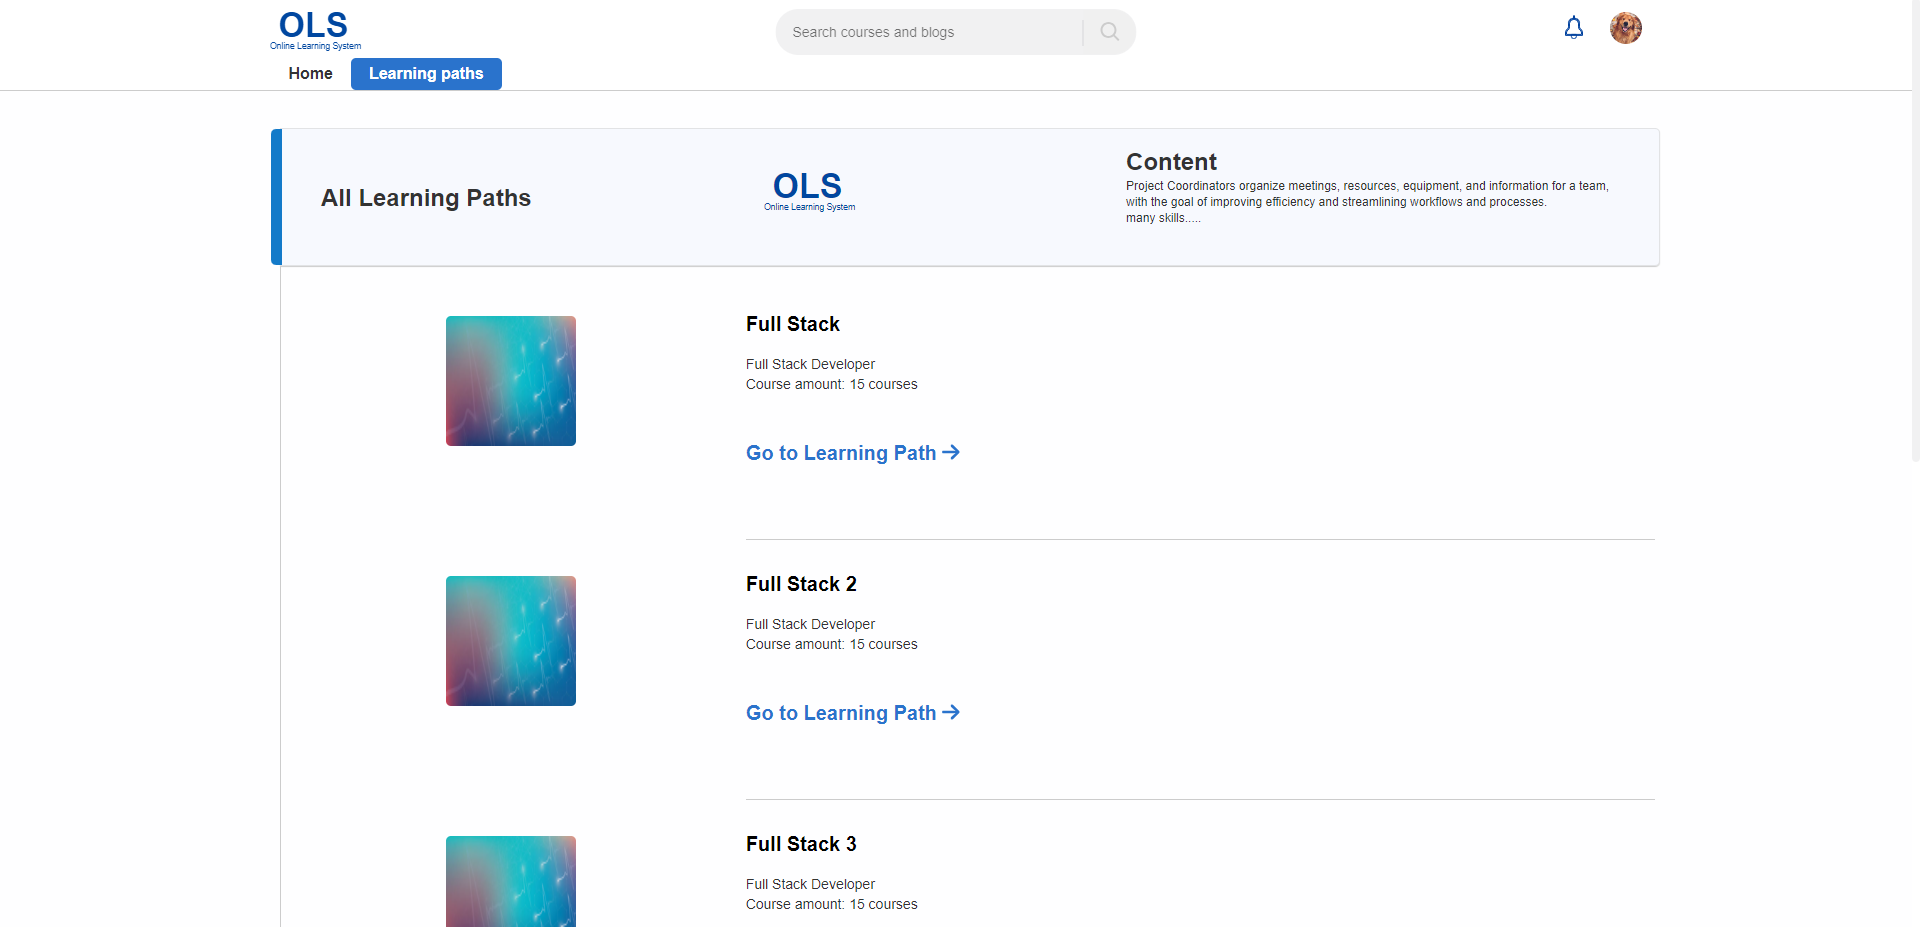 OLS
Online Learning System
Search courses and blogs
Home
Learning paths
All Learning Paths
OLS
Online Learning System
Content
Project Coordinators organize meetings, resources, equipment, and information for a team,
with the goal of improving efficiency and streamlining workflows and processes.
many skills.....
Full Stack
Full Stack Developer
Course amount: 15 courses
Go to Learning Path
Full Stack 2
Full Stack Developer
Course amount: 15 courses
Go to Learning Path
Full Stack 3
Full Stack Developer
Course amount: 15 courses